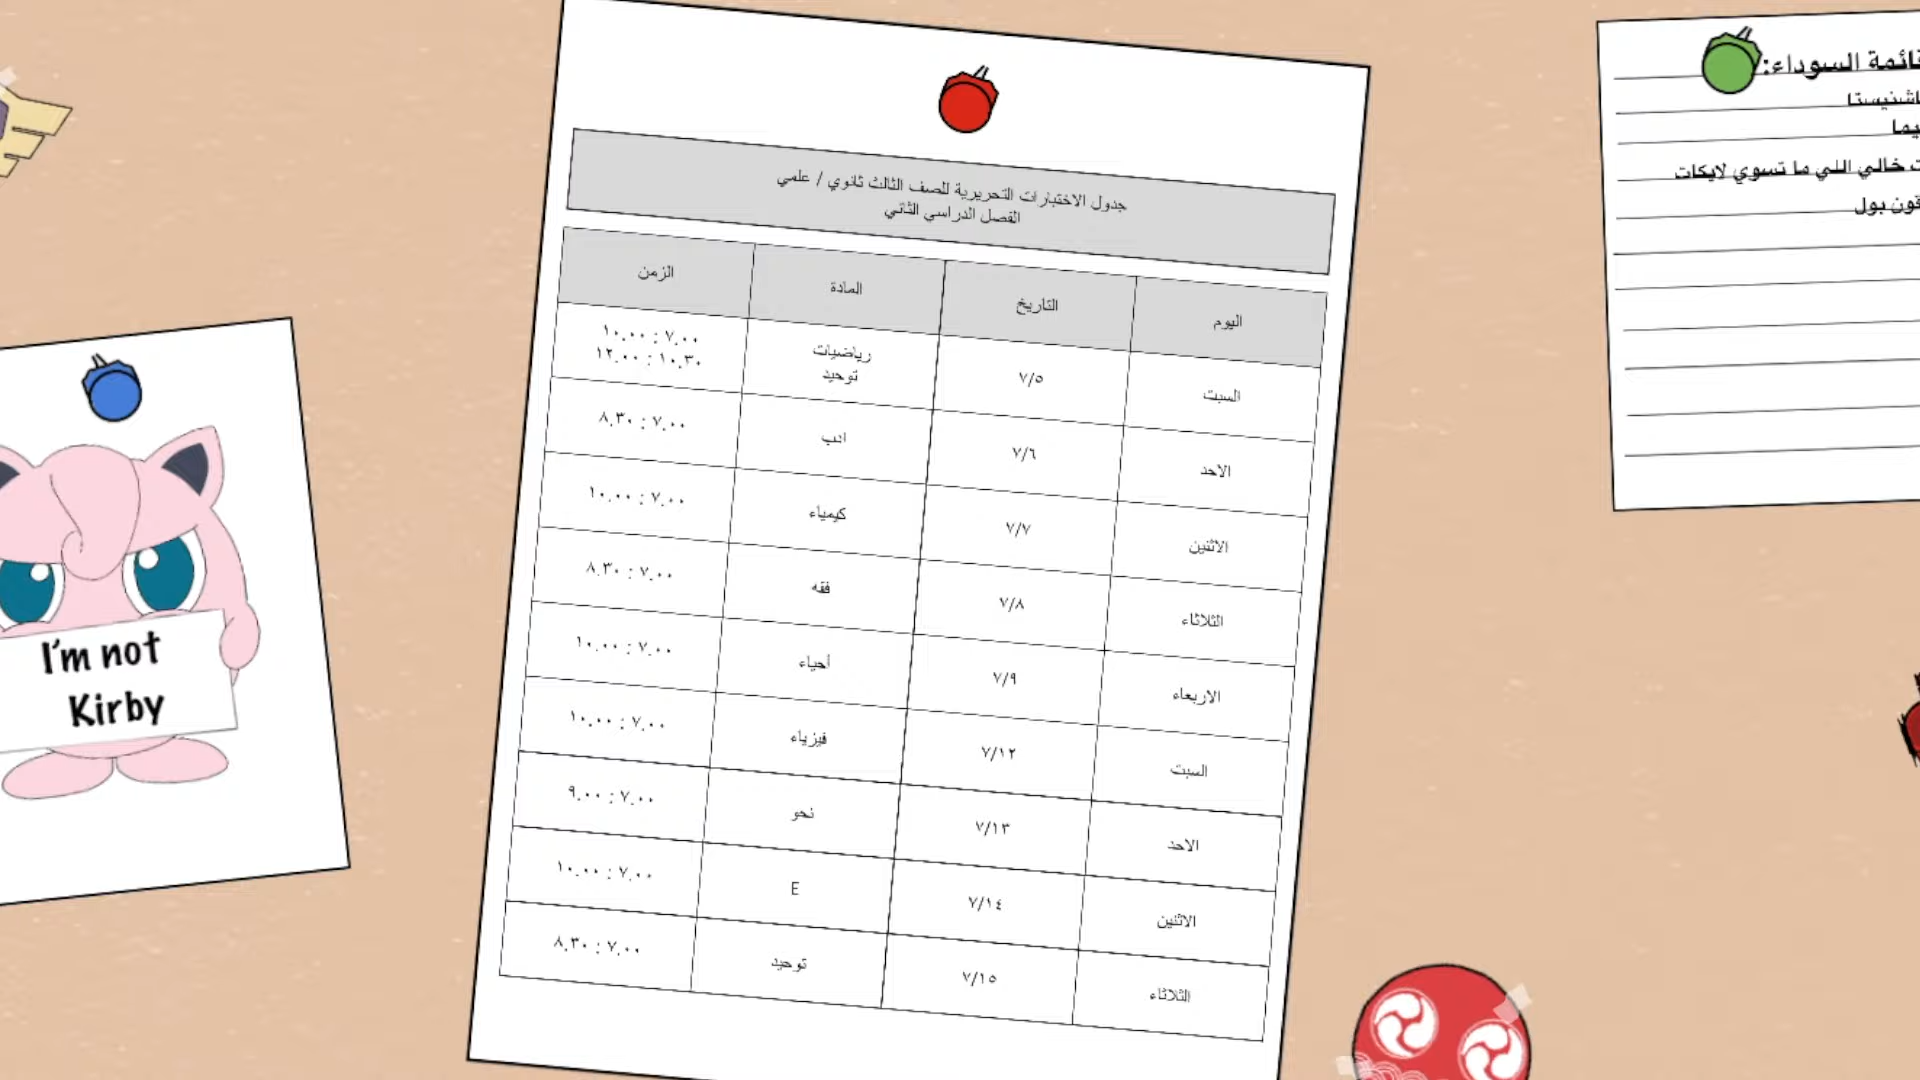 جدول الاختبارات التحريرية للصف الثالث ثانوي / علمي
الفصل الدراسي الثاني
اليوم التاريخ المادة الزمن
السبت ٧/٥ رياضيات ٧.٠٠ : ١٠.٠٠
توحيد ١٠.٣٠ : ١٢.٠٠
الاحد ٧/٦ ادب ٧.٠٠ : ٨.٣٠
الاثنين ٧/٧ كيمياء ٧.٠٠ : ١٠.٠٠
الثلاثاء ٧/٨ فقه ٧.٠٠ : ٨.٣٠
الاربعاء ٧/٩ أحياء ٧.٠٠ : ١٠.٠٠
السبت ٧/١٢ فيزياء ٧.٠٠ : ١٠.٠٠
الاحد ٧/١٣ نحو ٧.٠٠ : ٩.٠٠
الاثنين ٧/١٤ E ٧.٠٠ : ١٠.٠٠
الثلاثاء ٧/١٥ توحيد ٧.٠٠ : ٨.٣٠
السوداء:
خالي اللي ما تسوي لايكات
بول
I'm not
Kirby